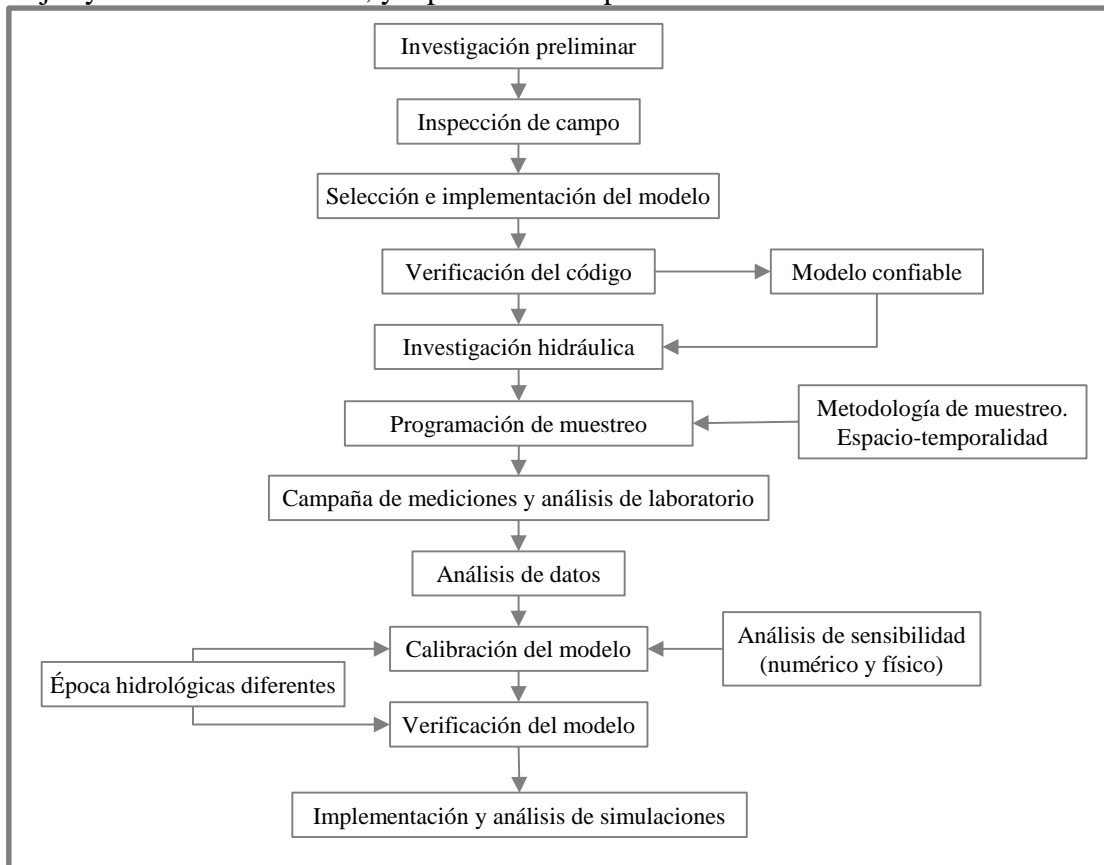 Investigación preliminar
Inspección de campo
Selección e implementación del modelo
Verificación del código
Modelo confiable
Investigación hidráulica
Programación de muestreo
Metodología de muestreo.
Espacio-temporalidad
Campaña de mediciones y análisis de laboratorio
Análisis de datos
Calibración del modelo
Análisis de sensibilidad
(numérico y físico)
Época hidrológicas diferentes
Verificación del modelo
Implementación y análisis de simulaciones